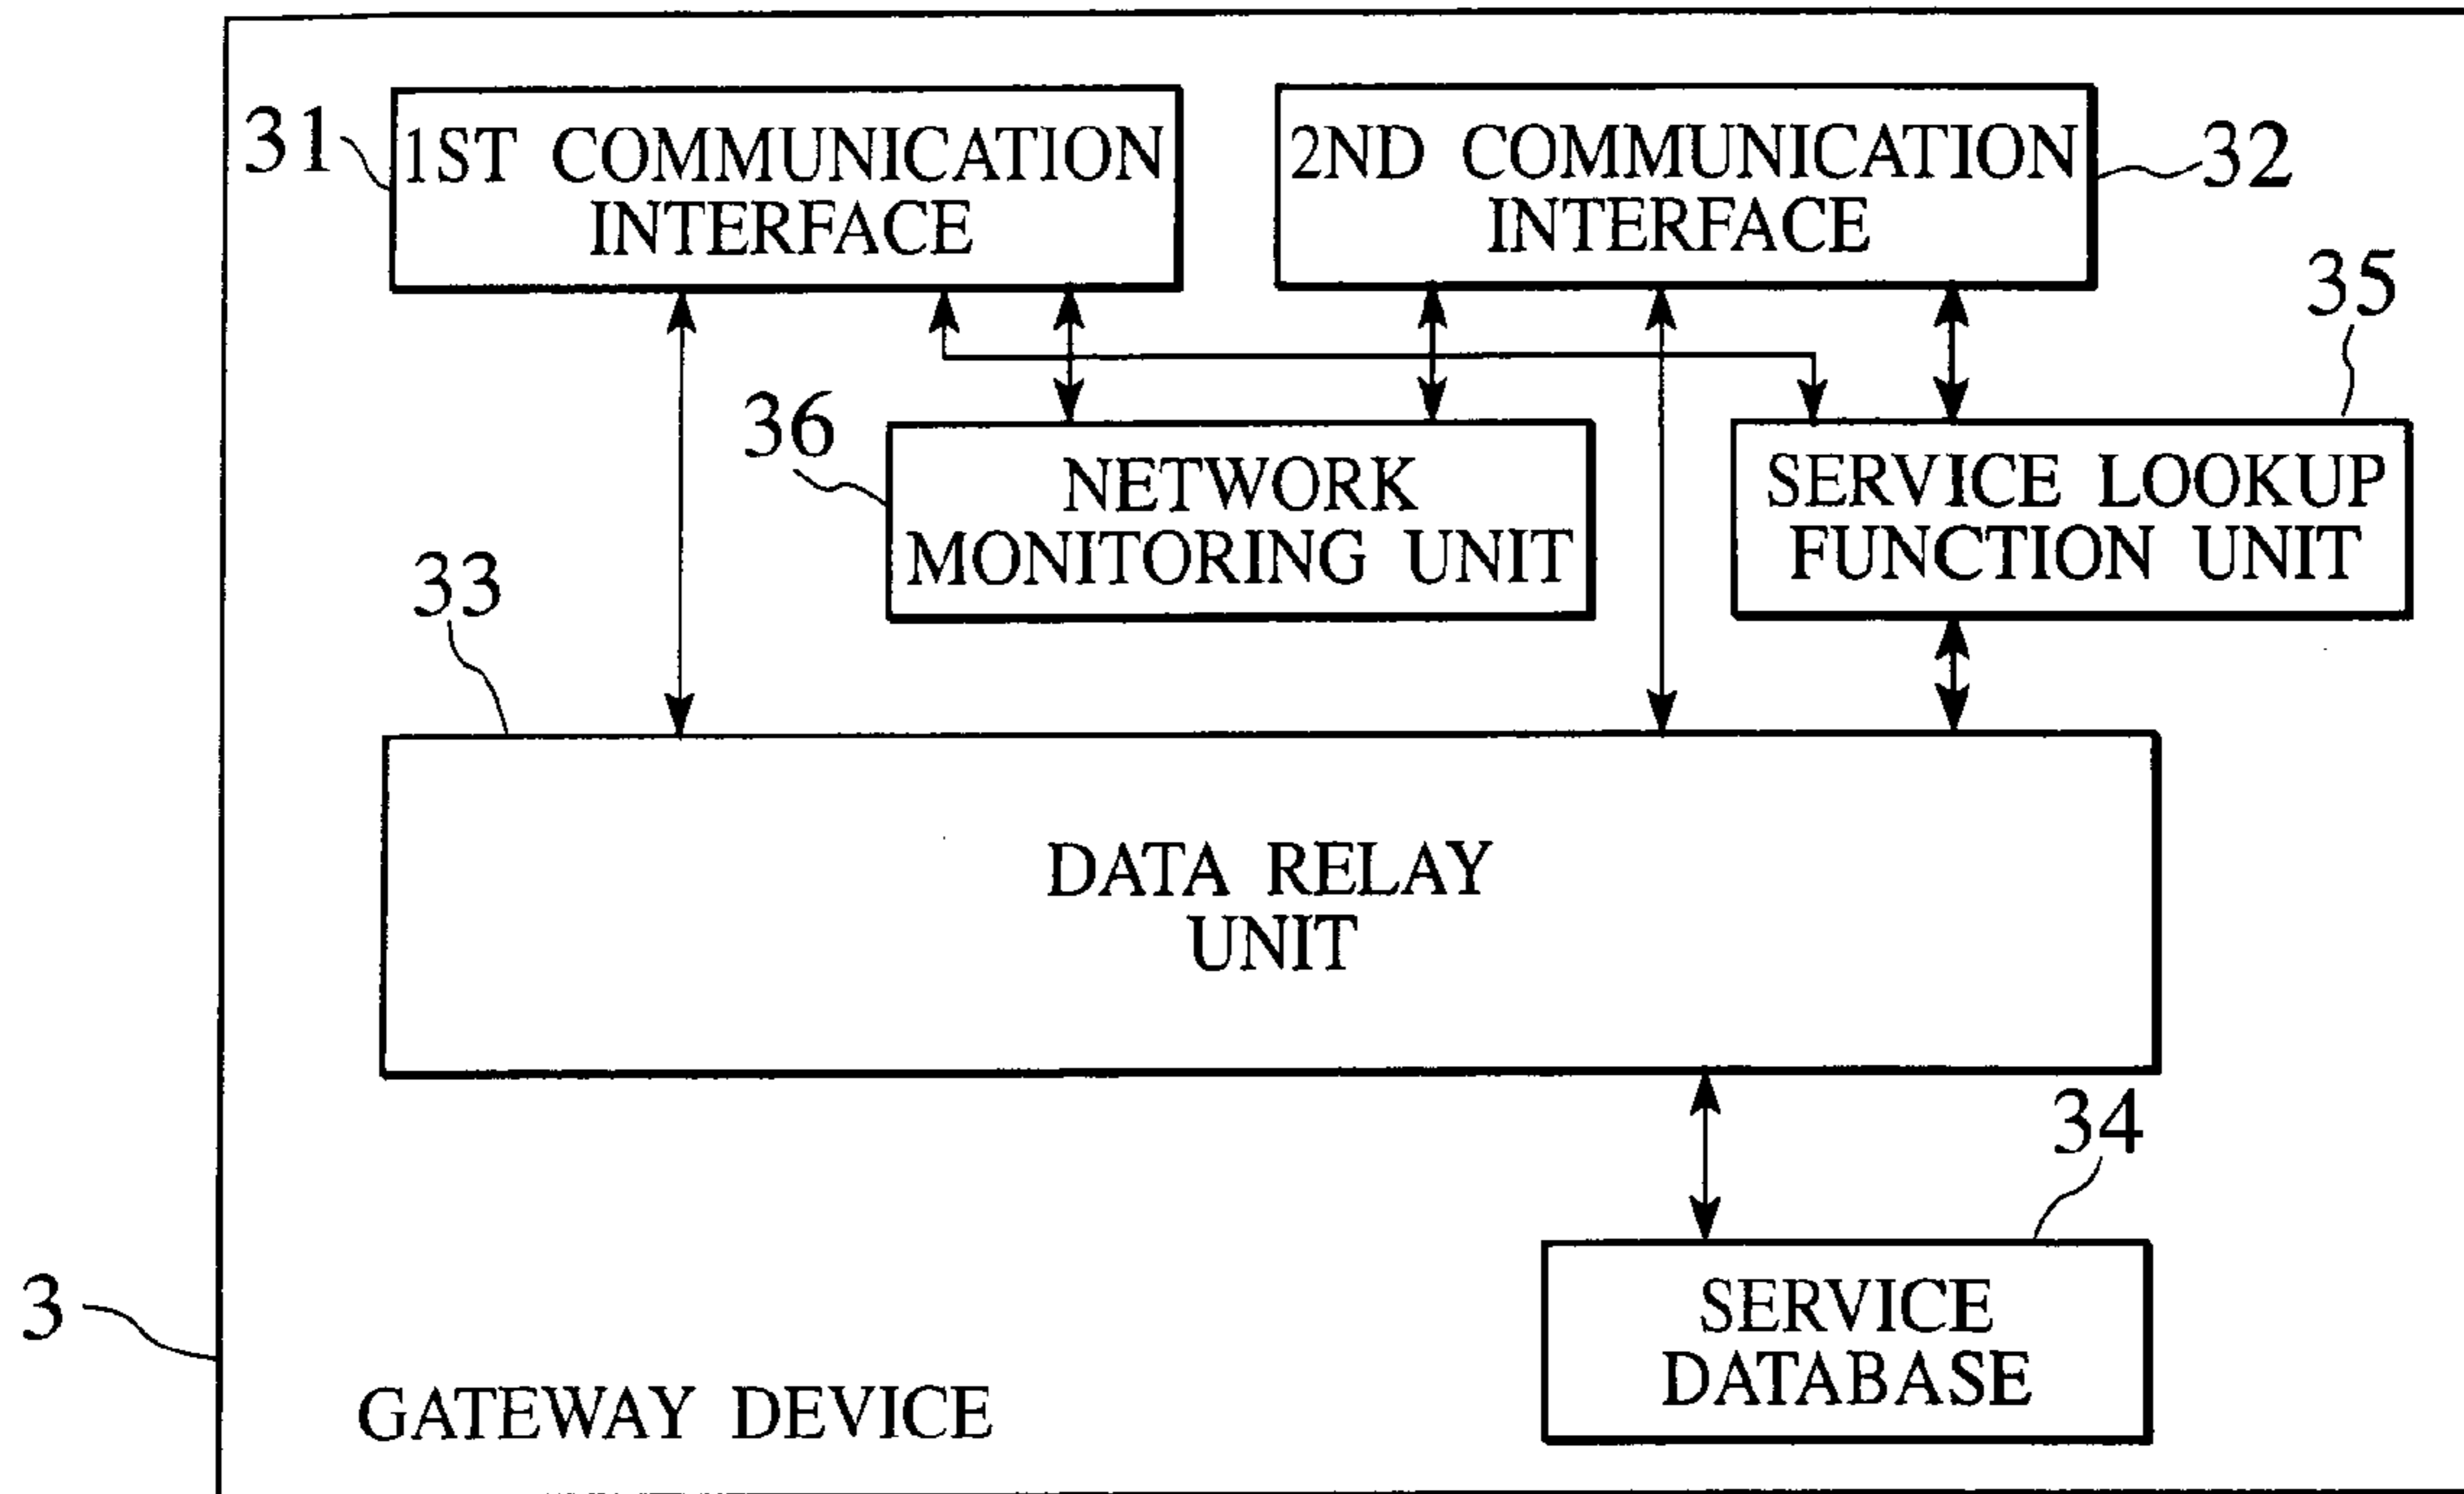 31
1ST COMMUNICATION
INTERFACE
2ND COMMUNICATION
INTERFACE
32
35
36
NETWORK
MONITORING UNIT
SERVICE LOOKUP
FUNCTION UNIT
33
DATA RELAY
UNIT
34
SERVICE
DATABASE
3
GATEWAY DEVICE